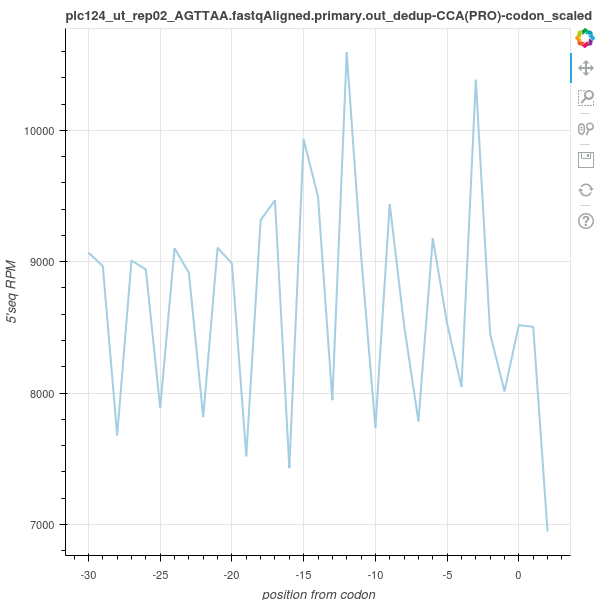 plc124_ut_rep02_AGTTAA.fastqAligned.primary.out_dedup-CCA(PRO)-codon_scaled
10000
9000
8000
7000
5'seq RPM
-30 -25 -20 -15 -10 -5 0
position from codon